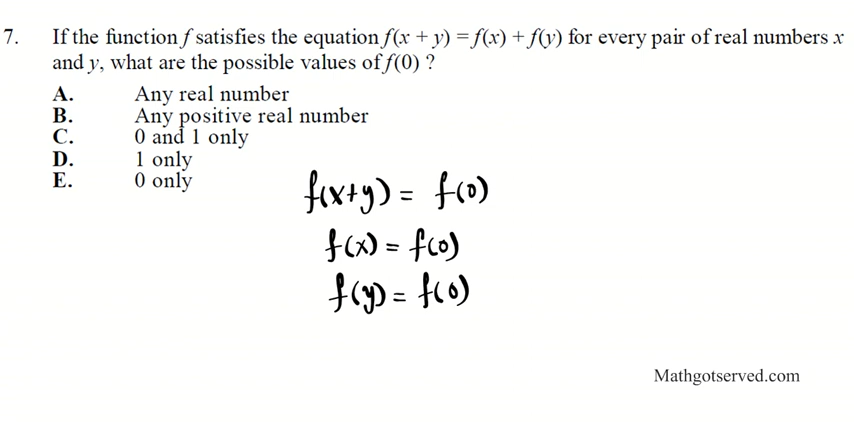 7. If the function f satisfies the equation f(x + y) = f(x) + f(y) for every pair of real numbers x
and y, what are the possible values of f(0) ?
A. Any real number
B. Any positive real number
C. 0 and 1 only
D. 1 only
E. 0 only
f(x+y) = f(0)
f(x) = f(0)
f(y) = f(0)
Mathgotserved.com